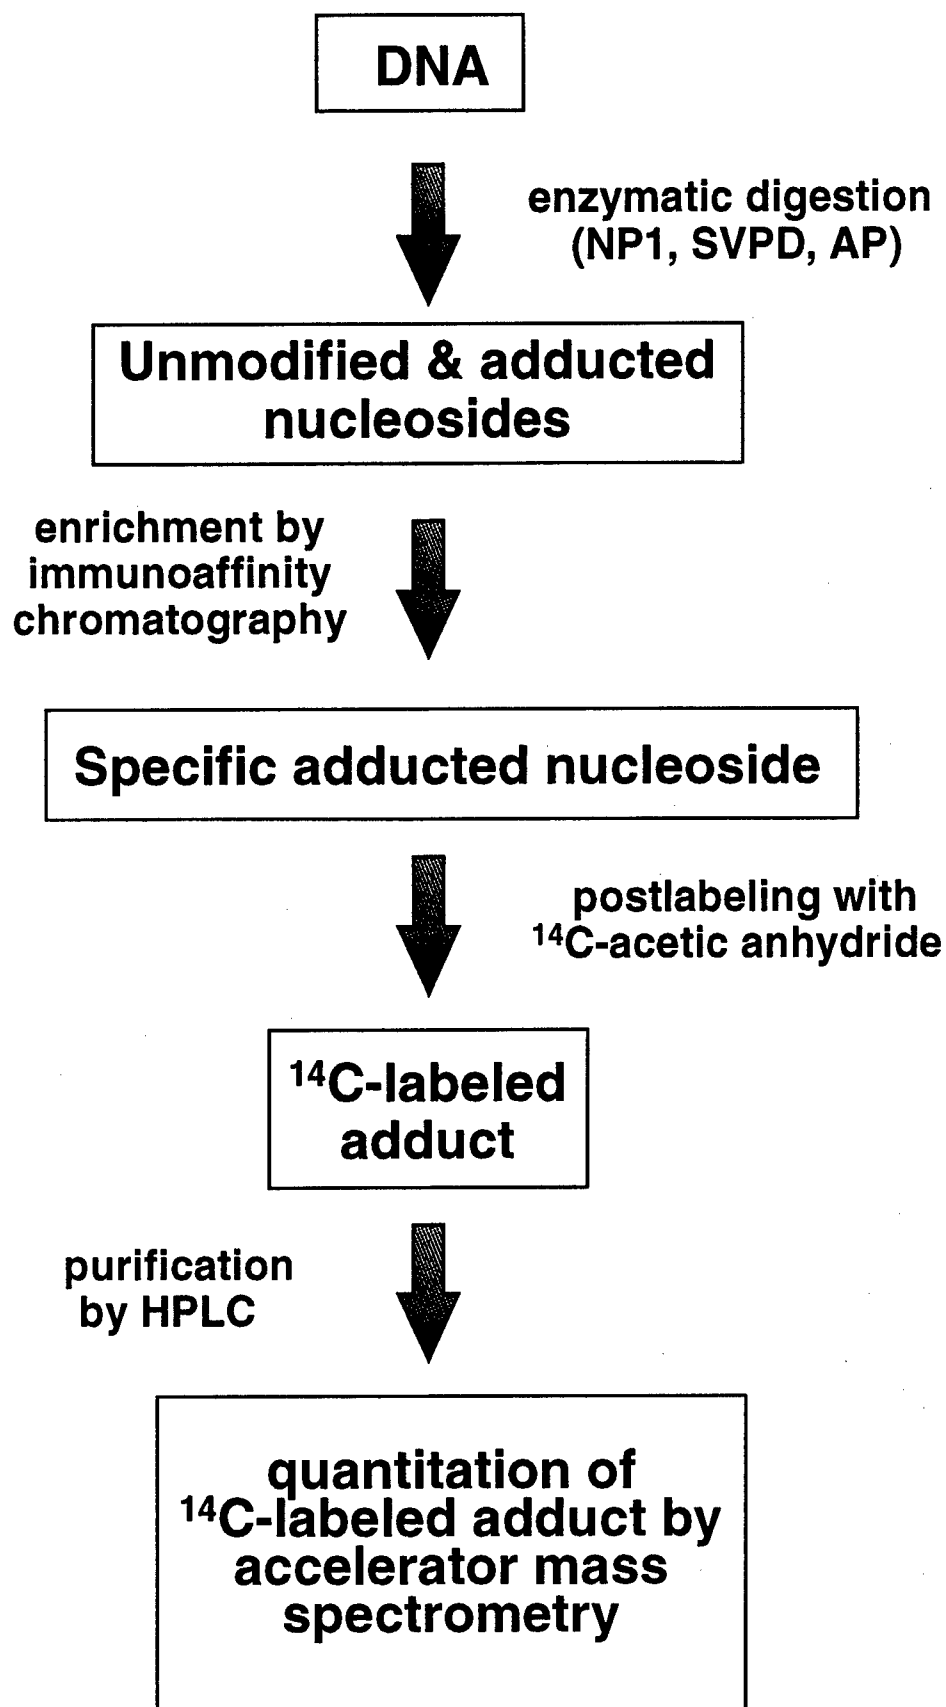 DNA
enzymatic digestion
(NP1, SVPD, AP)
Unmodified & adducted
nucleosides
enrichment by
immunoaffinity
chromatography
Specific adducted nucleoside
postlabeling with
¹⁴C-acetic anhydride
¹⁴C-labeled
adduct
purification
by HPLC
quantitation of
¹⁴C-labeled adduct by
accelerator mass
spectrometry